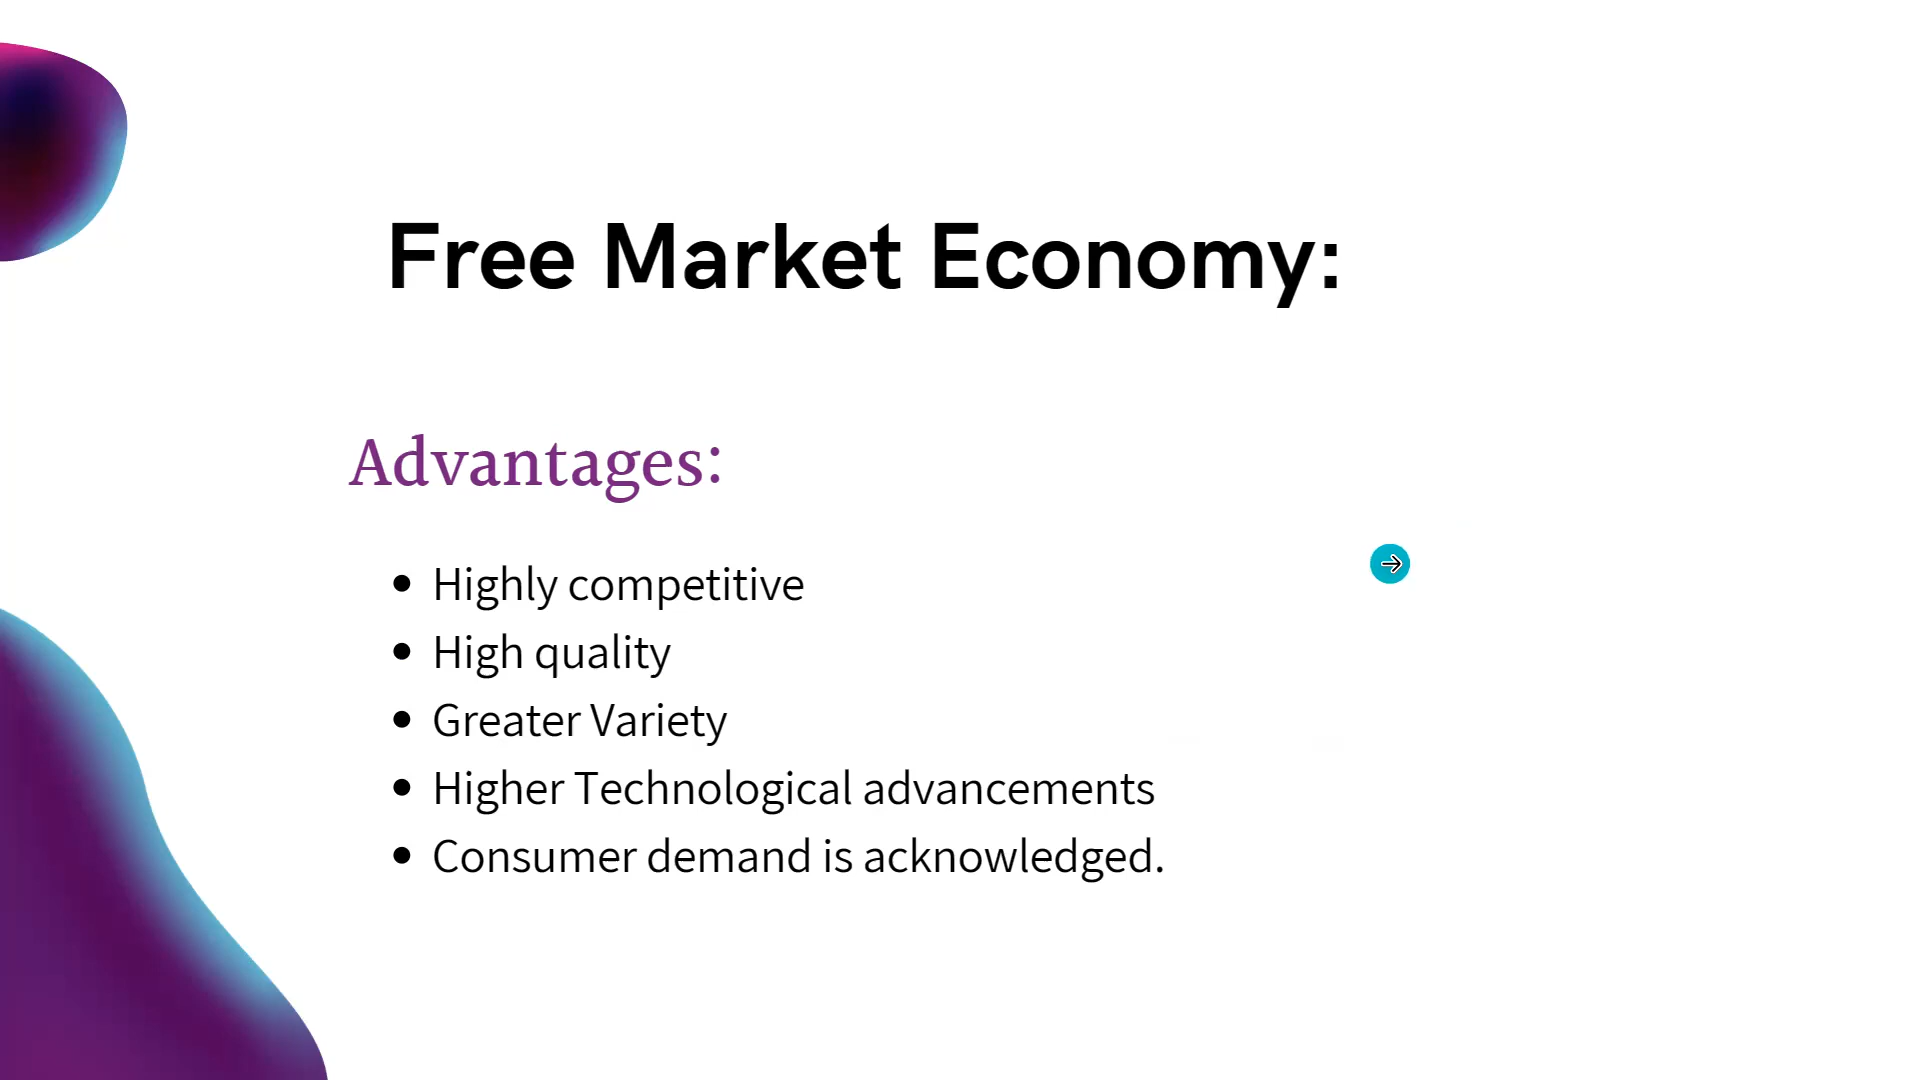 Free Market Economy:
Advantages:
• Highly competitive
• High quality
• Greater Variety
• Higher Technological advancements
• Consumer demand is acknowledged.